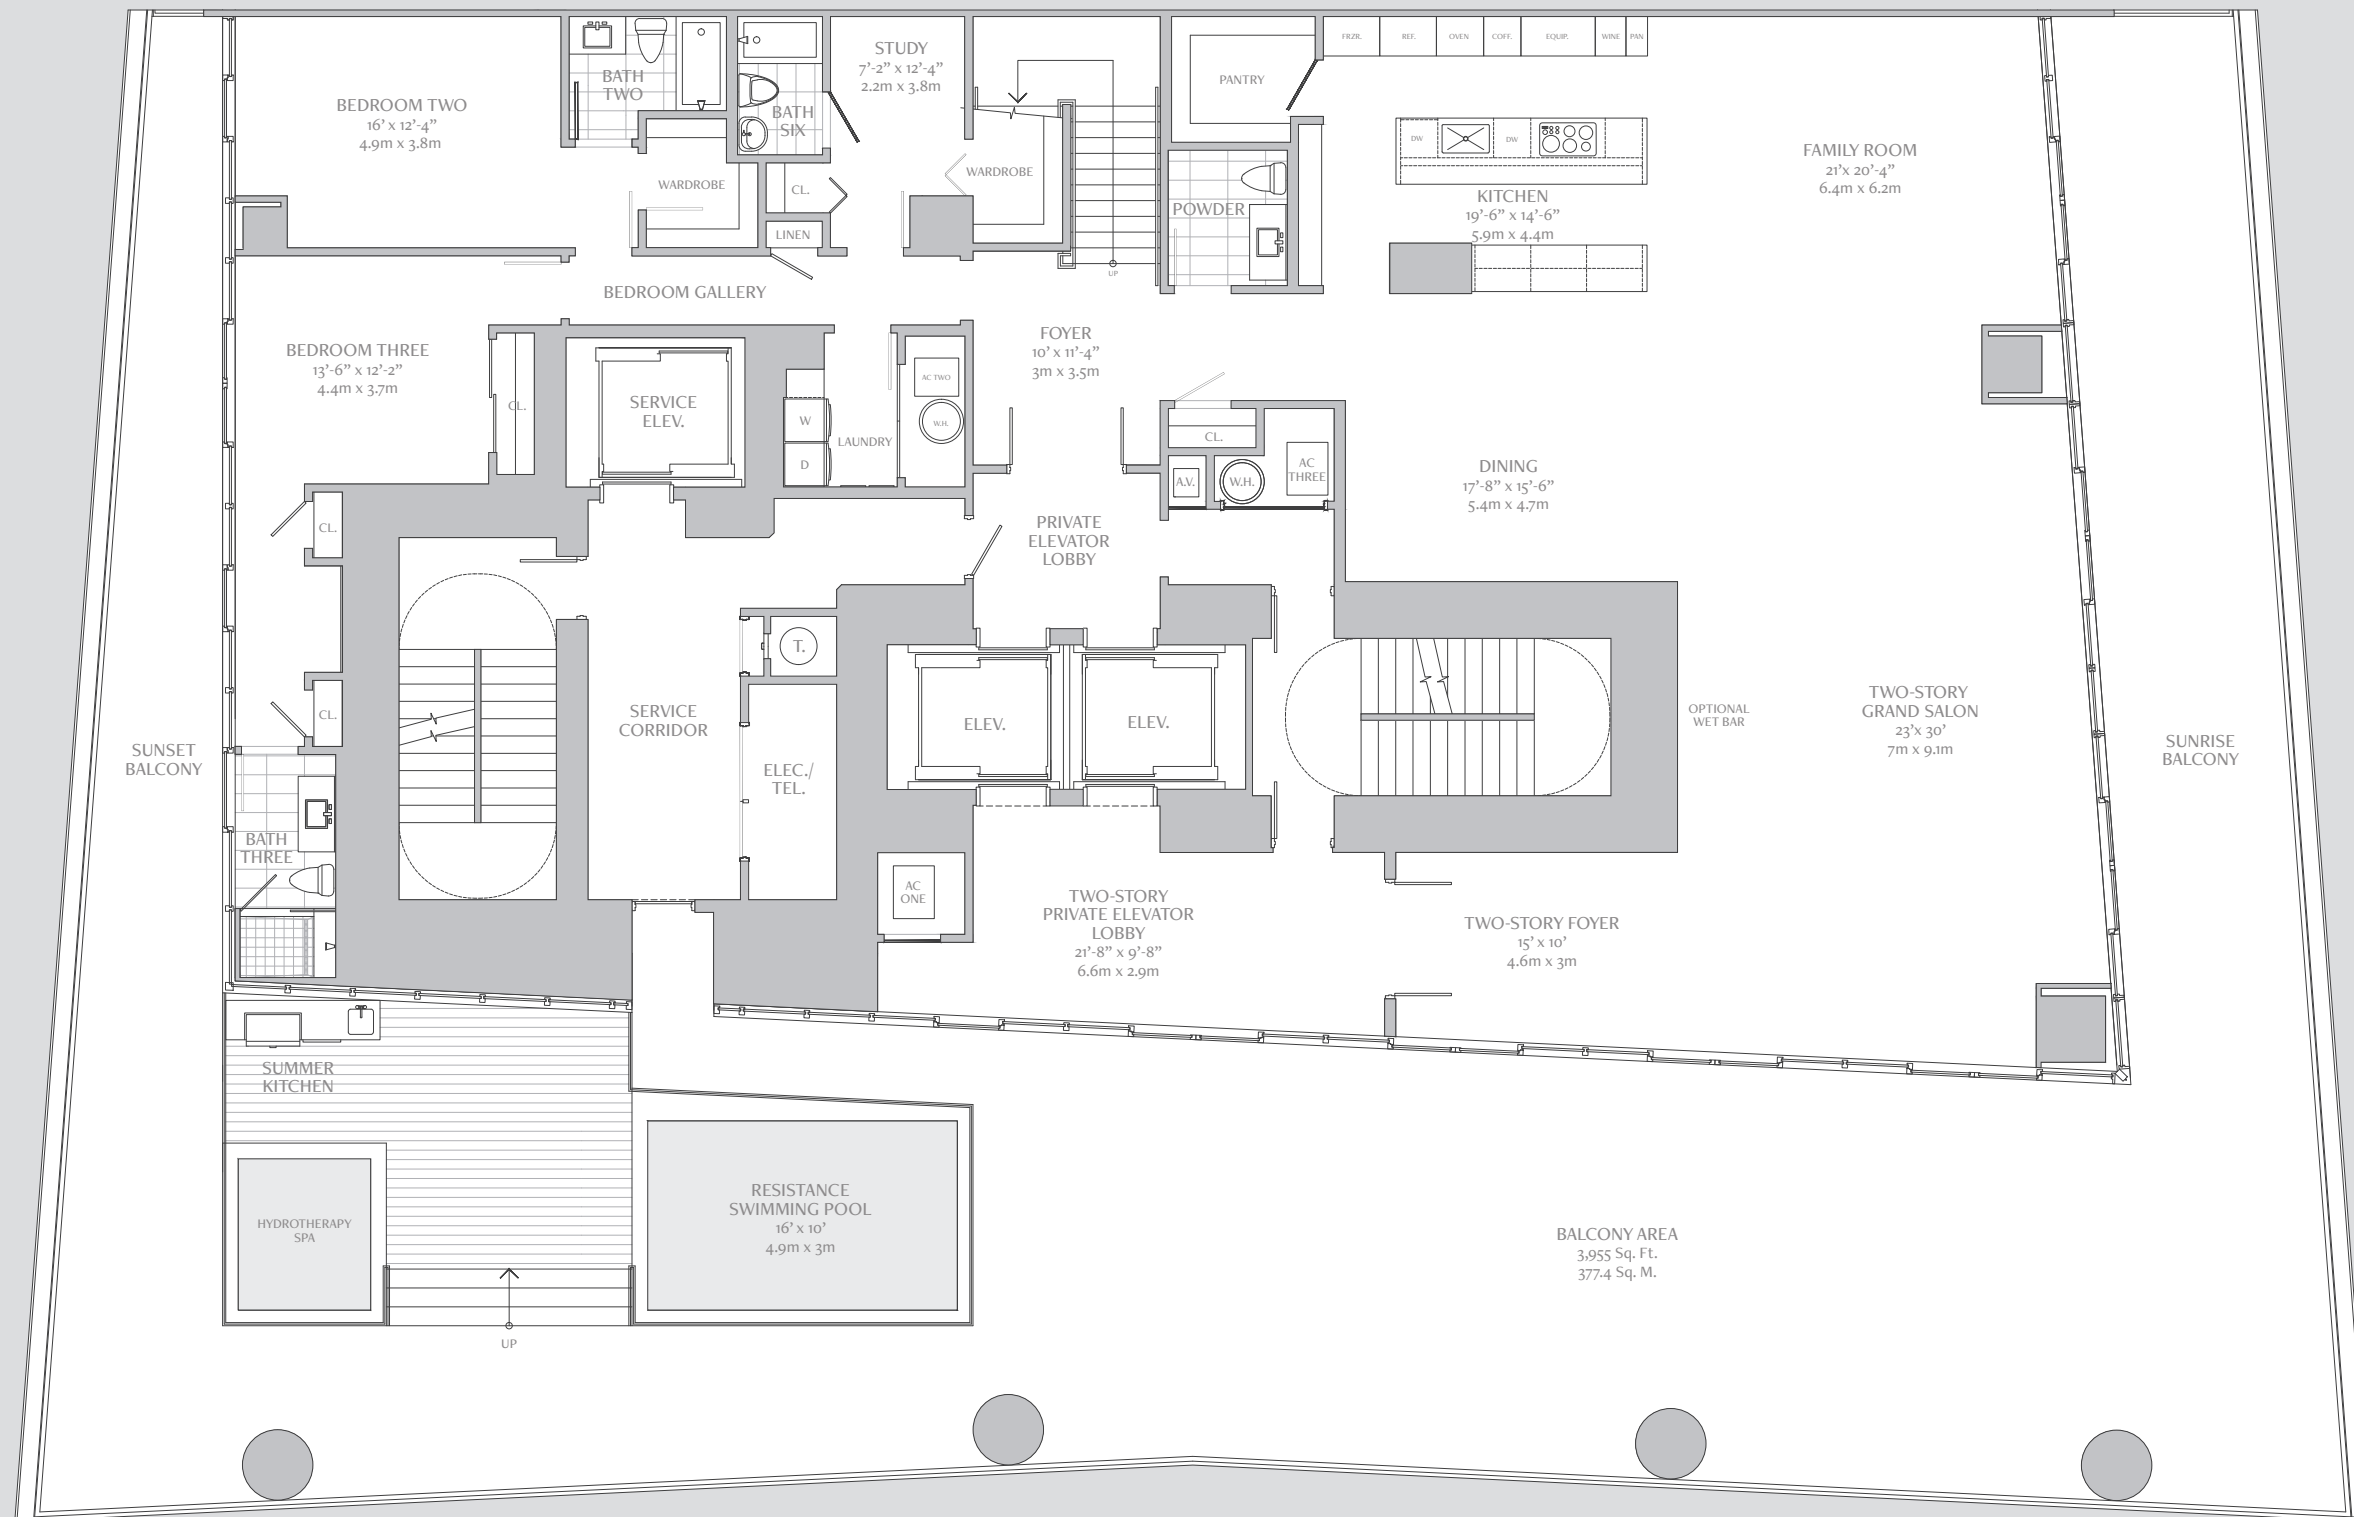 BEDROOM TWO
16’ x 12’-4”
4.9m x 3.8m
BATH
TWO
BATH
SIX
STUDY
7’-2” x 12’-4”
2.2m x 3.8m
PANTRY
FRZR.
REF.
OVEN
COFF.
EQUIP.
WINE
PAN
DW
DW
KITCHEN
19’-6” x 14’-6”
5.9m x 4.4m
FAMILY ROOM
21’x 20’-4”
6.4m x 6.2m
WARDROBE
CL.
LINEN
WARDROBE
POWDER
UP
BEDROOM GALLERY
BEDROOM THREE
13’-6” x 12’-2”
4.4m x 3.7m
CL.
SERVICE
ELEV.
W
D
LAUNDRY
AC TWO
W.H.
FOYER
10’ x 11’-4”
3m x 3.5m
CL.
A.V.
W.H.
AC
THREE
DINING
17’-8” x 15’-6”
5.4m x 4.7m
CL.
PRIVATE
ELEVATOR
LOBBY
T.
CL.
SERVICE
CORRIDOR
ELEC./
TEL.
ELEV.
ELEV.
OPTIONAL
WET BAR
TWO-STORY
GRAND SALON
23’x 30’
7m x 9.1m
SUNSET
BALCONY
SUNRISE
BALCONY
BATH
THREE
AC
ONE
TWO-STORY
PRIVATE ELEVATOR
LOBBY
21’-8” x 9’-8”
6.6m x 2.9m
TWO-STORY FOYER
15’ x 10’
4.6m x 3m
SUMMER
KITCHEN
HYDROTHERAPY
SPA
RESISTANCE
SWIMMING POOL
16’ x 10’
4.9m x 3m
UP
BALCONY AREA
3,955 Sq. Ft.
377.4 Sq. M.